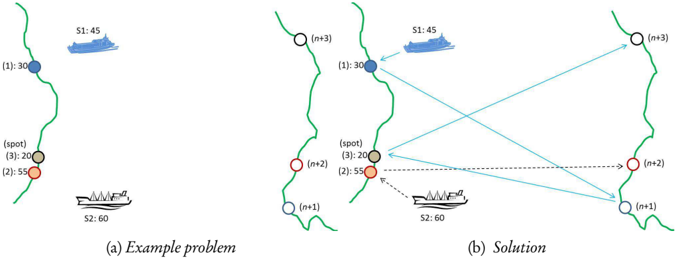 S1: 45
(n+3)
(1): 30
(spot)
(3): 20
(2): 55
(n+2)
(n+1)
S2: 60
(a) Example problem
S1: 45
(n+3)
(1): 30
(spot)
(3): 20
(2): 55
(n+2)
(n+1)
S2: 60
(b) Solution